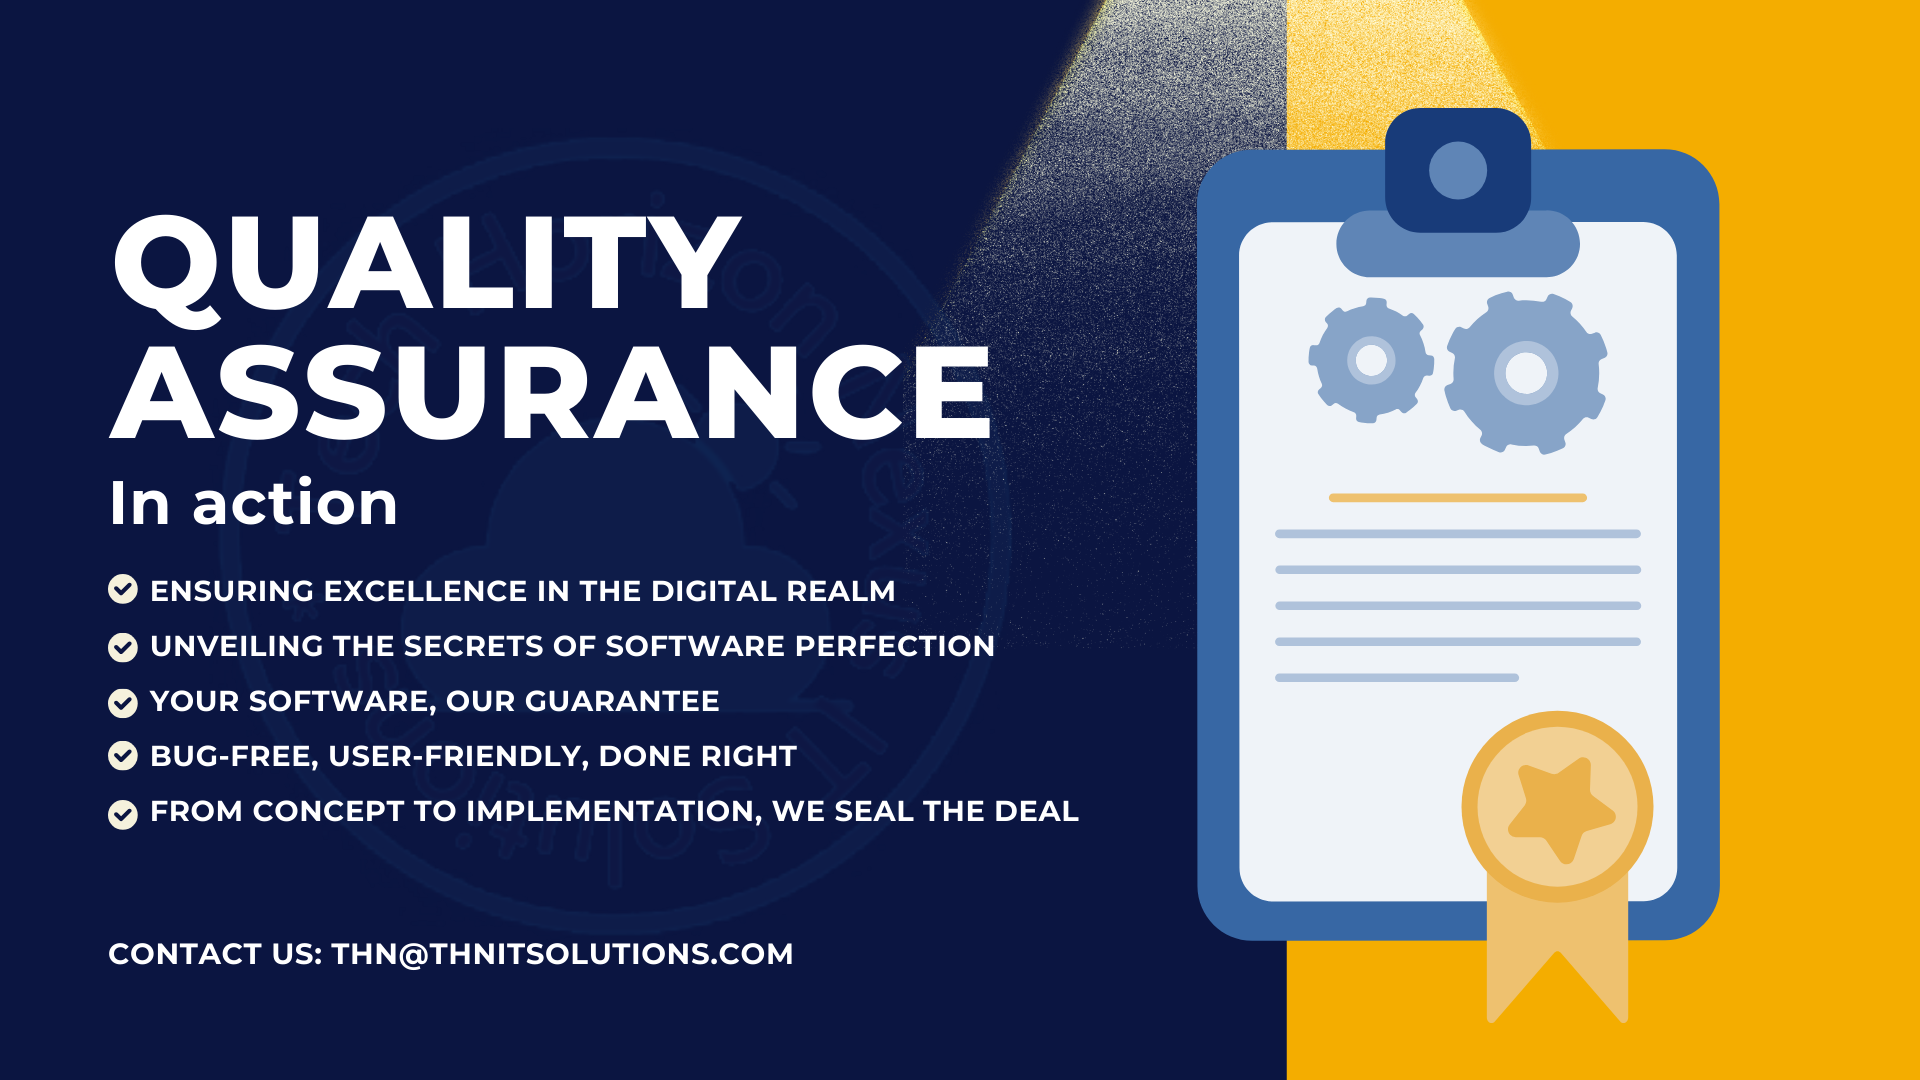 QUALITY
ASSURANCE
In action
ENSURING EXCELLENCE IN THE DIGITAL REALM
UNVEILING THE SECRETS OF SOFTWARE PERFECTION
YOUR SOFTWARE, OUR GUARANTEE
BUG-FREE, USER-FRIENDLY, DONE RIGHT
FROM CONCEPT TO IMPLEMENTATION, WE SEAL THE DEAL
CONTACT US: THN@THNITSOLUTIONS.COM